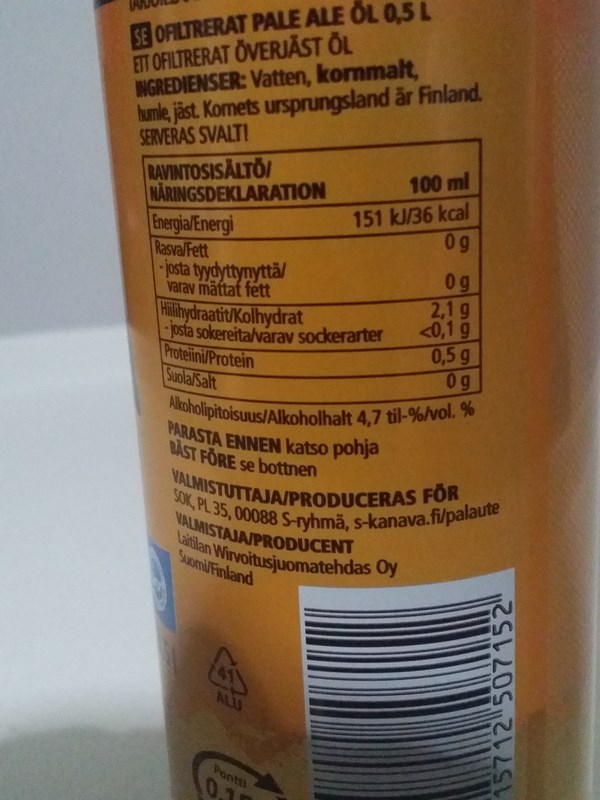 SE OFILTRERAT PALE ALE ÖL 0,5 L
ETT OFILTRERAT ÖVERJÄST ÖL
INGREDIENSER: Vatten, kornmalt,
humle, jäst. Kornets ursprungsland är Finland.
SERVERAS SVALT!
RAVINTOSISÄLTÖ/
NÄRINGSDEKLARATION 100 ml
Energia/Energi 151 kJ/36 kcal
Rasva/Fett 0 g
- josta tyydyttynyttä/
varav mättat fett 0 g
Hiilihydraatit/Kolhydrat 2,1 g
- josta sokereita/varav sockerarter <0,1 g
Proteiini/Protein 0,5 g
Suola/Salt 0 g
Alkoholipitoisuus/Alkoholhalt 4,7 til-%/vol. %
PARASTA ENNEN katso pohja
BÄST FÖRE se bottnen
VALMISTUTTAJA/PRODUCERAS FÖR
SOK, PL 35, 00088 S-ryhmä, s-kanava.fi/palaute
VALMISTAJA/PRODUCENT
Laitilan Wirvoitusjuomatehdas Oy
Suomi/Finland
41
ALU
Pantti
15712 507152